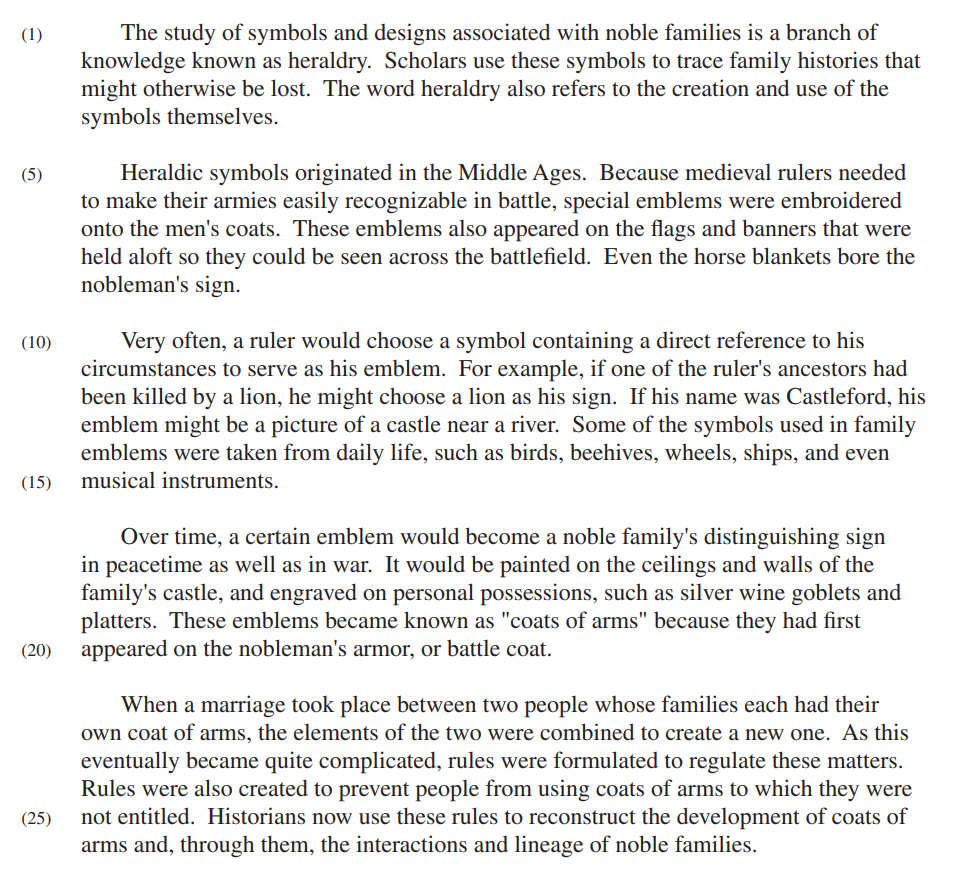 (1) The study of symbols and designs associated with noble families is a branch of
knowledge known as heraldry. Scholars use these symbols to trace family histories that
might otherwise be lost. The word heraldry also refers to the creation and use of the
symbols themselves.
(5) Heraldic symbols originated in the Middle Ages. Because medieval rulers needed
to make their armies easily recognizable in battle, special emblems were embroidered
onto the men's coats. These emblems also appeared on the flags and banners that were
held aloft so they could be seen across the battlefield. Even the horse blankets bore the
nobleman's sign.
(10) Very often, a ruler would choose a symbol containing a direct reference to his
circumstances to serve as his emblem. For example, if one of the ruler's ancestors had
been killed by a lion, he might choose a lion as his sign. If his name was Castleford, his
emblem might be a picture of a castle near a river. Some of the symbols used in family
emblems were taken from daily life, such as birds, beehives, wheels, ships, and even
(15) musical instruments.
Over time, a certain emblem would become a noble family's distinguishing sign
in peacetime as well as in war. It would be painted on the ceilings and walls of the
family's castle, and engraved on personal possessions, such as silver wine goblets and
platters. These emblems became known as "coats of arms" because they had first
(20) appeared on the nobleman's armor, or battle coat.
When a marriage took place between two people whose families each had their
own coat of arms, the elements of the two were combined to create a new one. As this
eventually became quite complicated, rules were formulated to regulate these matters.
Rules were also created to prevent people from using coats of arms to which they were
(25) not entitled. Historians now use these rules to reconstruct the development of coats of
arms and, through them, the interactions and lineage of noble families.